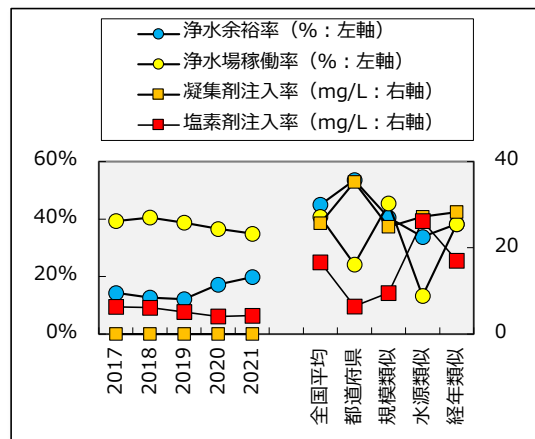 浄水余裕率（%：左軸）
浄水場稼働率（%：左軸）
凝集剤注入率（mg/L：右軸）
塩素剤注入率（mg/L：右軸）
60%
40%
20%
0%
40
20
0
2017
2018
2019
2020
2021
全国平均
都道府県
規模類似
水源類似
経年類似